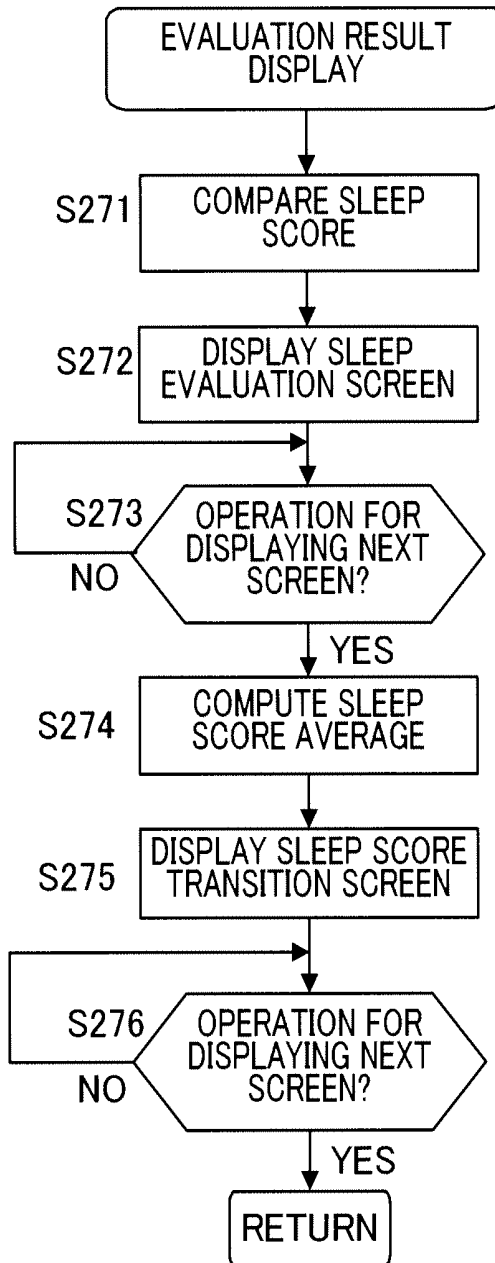 EVALUATION RESULT
DISPLAY
S271
COMPARE SLEEP
SCORE
S272
DISPLAY SLEEP
EVALUATION SCREEN
S273
OPERATION FOR
DISPLAYING NEXT
SCREEN?
NO
YES
S274
COMPUTE SLEEP
SCORE AVERAGE
S275
DISPLAY SLEEP SCORE
TRANSITION SCREEN
S276
OPERATION FOR
DISPLAYING NEXT
SCREEN?
NO
YES
RETURN